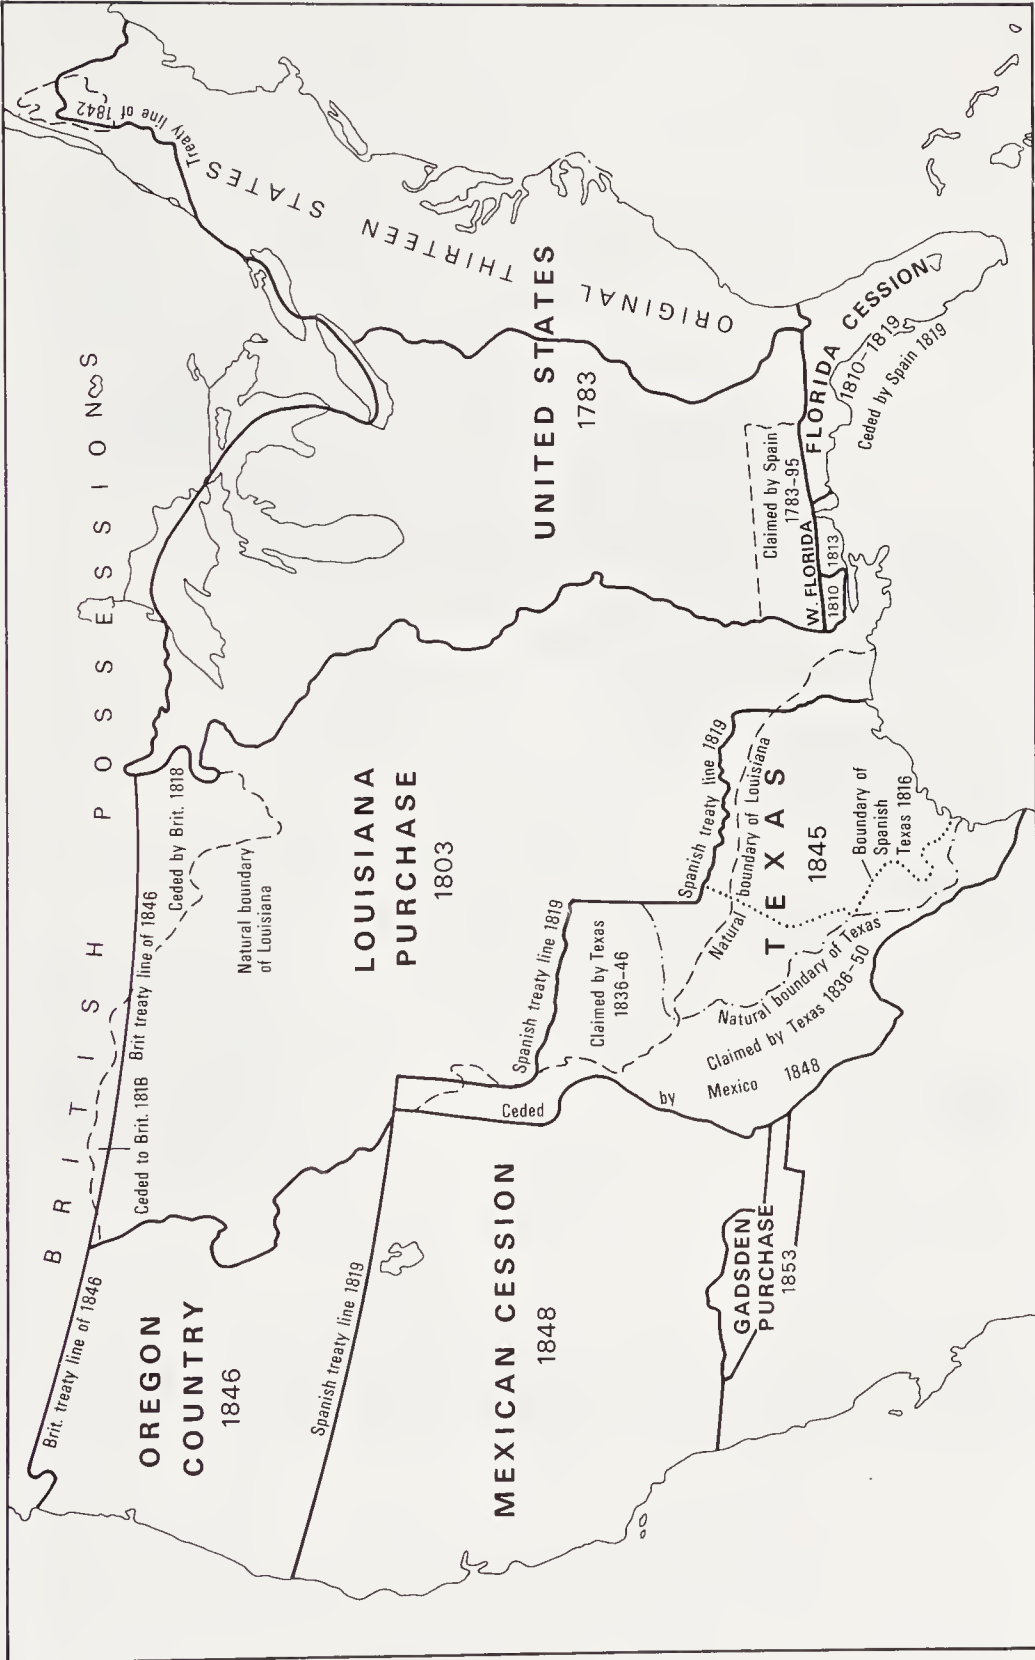 BRITISH POSSESSIONS
Treaty line of 1842
Brit. treaty line of 1846
Brit treaty line of 1846
Ceded to Brit. 1818
Ceded by Brit. 1818
OREGON
COUNTRY
1846
Natural boundary
of Louisiana
LOUISIANA
PURCHASE
1803
ORIGINAL THIRTEEN STATES
UNITED STATES
1783
Spanish treaty line 1819
Spanish treaty line 1819
Spanish treaty line 1819
MEXICAN CESSION
1848
Ceded
by
Mexico 1848
Claimed by Texas
1836-46
Natural boundary of Louisiana
TEXAS
1845
Natural boundary of Texas
Claimed by Texas 1836-50
Boundary of
Spanish
Texas 1816
Claimed by Spain
1783-95
W. FLORIDA
1810
1813
FLORIDA CESSION
1810-1819
Ceded by Spain 1819
GADSDEN
PURCHASE
1853